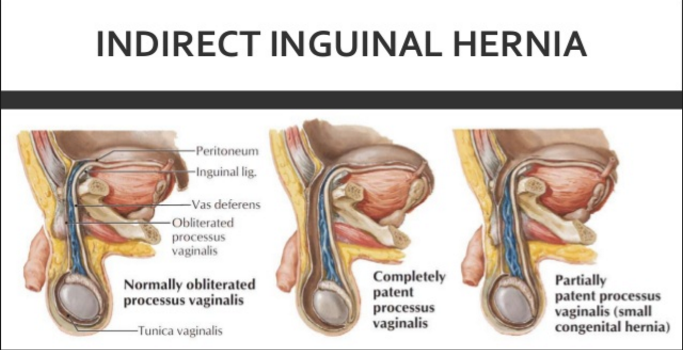 INDIRECT INGUINAL HERNIA
Peritoneum
Inguinal lig.
Vas deferens
Obliterated
processus
vaginalis
Normally obliterated
processus vaginalis
Tunica vaginalis
Completely
patent
processus
vaginalis
Partially
patent processus
vaginalis (small
congenital hernia)